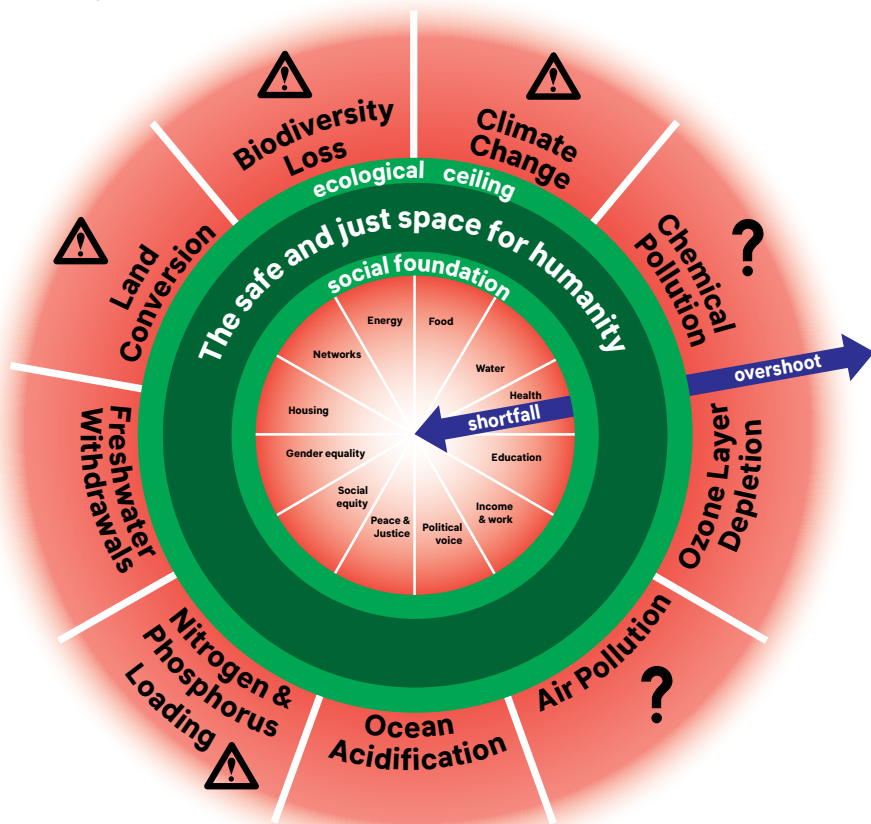 Biodiversity
Loss
Climate
Change
ecological ceiling
The safe and just space for humanity
social foundation
Chemical
Pollution
?
overshoot
Land
Conversion
Energy
Food
Networks
Water
Health
shortfall
Housing
Gender equality
Education
Social
equity
Income
& work
Peace &
Justice
Political
voice
Freshwater
Withdrawals
Ozone Layer
Depletion
Nitrogen &
Phosphorus
Loading
Ocean
Acidification
Air Pollution
?